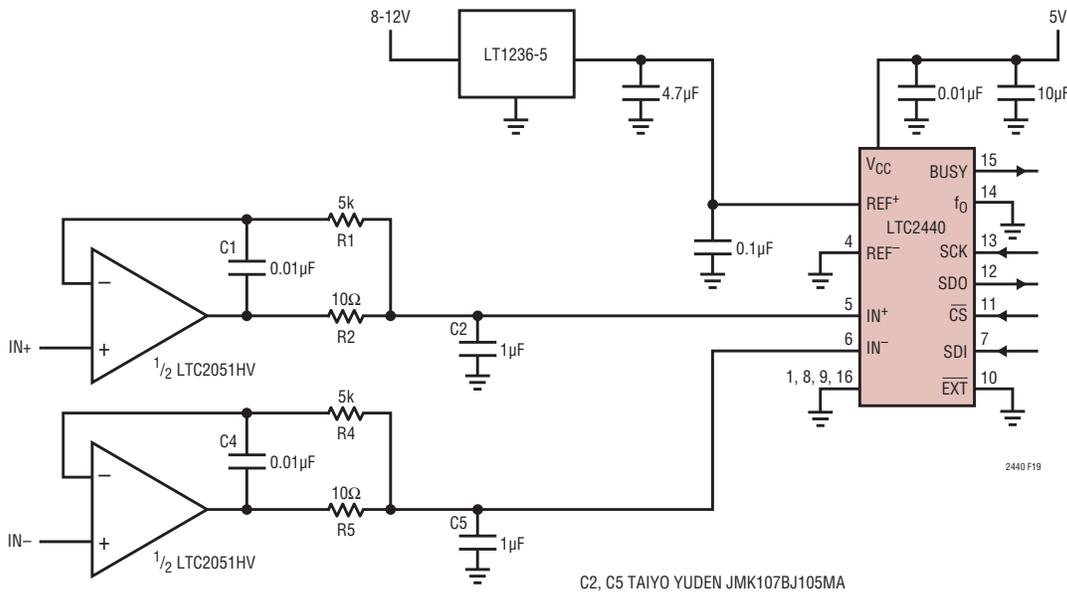 8-12V
LT1236-5
5V
4.7µF
0.01µF
10µF
VCC
BUSY
15
REF+
fO
14
LTC2440
0.1µF
4
REF−
SCK
13
SDO
12
5
IN+
CS
11
6
IN−
SDI
7
1, 8, 9, 16
EXT
10
5k
R1
C1
0.01µF
10Ω
R2
−
+
IN+
1/2 LTC2051HV
C2
1µF
5k
R4
C4
0.01µF
10Ω
R5
−
+
IN−
1/2 LTC2051HV
C5
1µF
2440 F19
C2, C5 TAIYO YUDEN JMK107BJ105MA